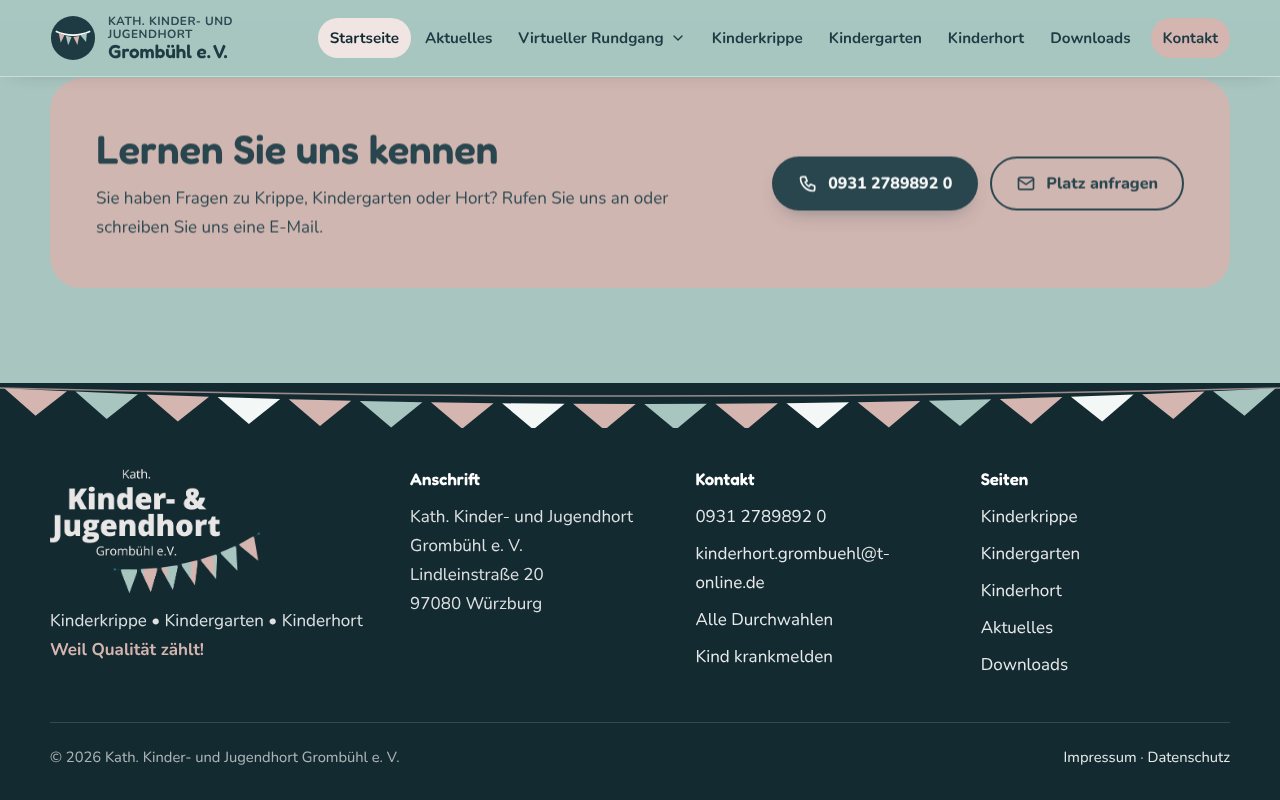 KATH. KINDER- UND
JUGENDHORT
Grombühl e. V.
Startseite
Aktuelles
Virtueller Rundgang
Kinderkrippe
Kindergarten
Kinderhort
Downloads
Kontakt
Lernen Sie uns kennen
Sie haben Fragen zu Krippe, Kindergarten oder Hort? Rufen Sie uns an oder
schreiben Sie uns eine E-Mail.
0931 2789892 0
Platz anfragen
Kath.
Kinder- &
Jugendhort
Grombühl e.V.
Kinderkrippe • Kindergarten • Kinderhort
Weil Qualität zählt!
Anschrift
Kath. Kinder- und Jugendhort
Grombühl e. V.
Lindleinstraße 20
97080 Würzburg
Kontakt
0931 2789892 0
kinderhort.grombuehl@t-
online.de
Alle Durchwahlen
Kind krankmelden
Seiten
Kinderkrippe
Kindergarten
Kinderhort
Aktuelles
Downloads
© 2026 Kath. Kinder- und Jugendhort Grombühl e. V.
Impressum · Datenschutz